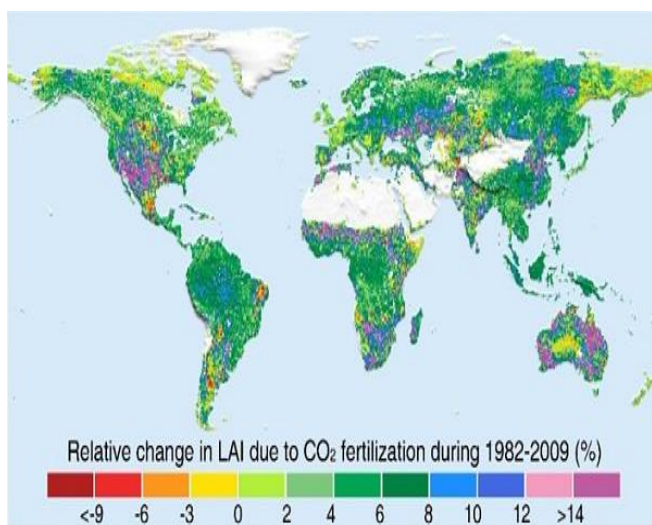 Relative change in LAI due to CO₂ fertilization during 1982-2009 (%)
<-9 -6 -3 0 2 4 6 8 10 12 >14